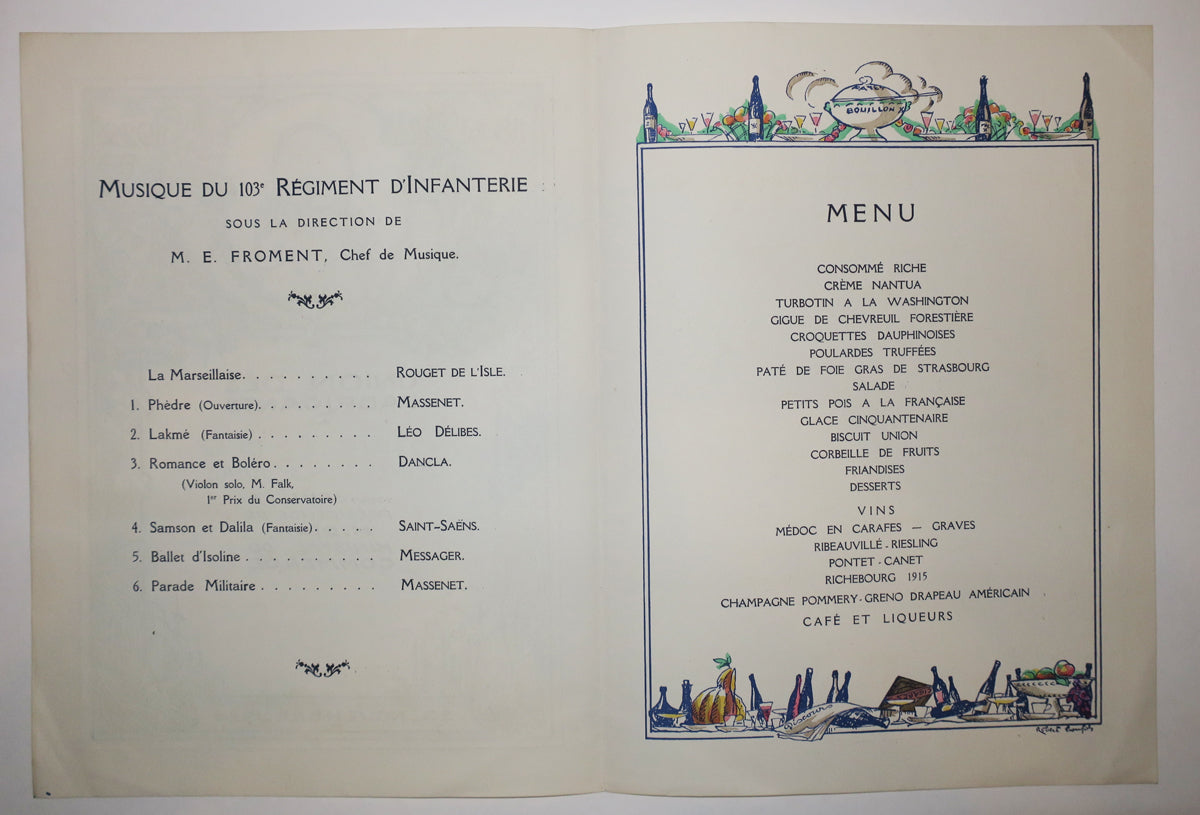 MUSIQUE DU 103e RÉGIMENT D'INFANTERIE
SOUS LA DIRECTION DE
M. E. FROMENT, Chef de Musique.
La Marseillaise. . . . . . . . . . . ROUGET DE L'ISLE.
1. Phèdre (Ouverture). . . . . . . . . MASSENET.
2. Lakmé (Fantaisie) . . . . . . . . . LÉO DÉLIBES.
3. Romance et Boléro. . . . . . . . DANCLA.
(Violon solo, M. Falk,
1er Prix du Conservatoire)
4. Samson et Dalila (Fantaisie). . . . . SAINT-SAËNS.
5. Ballet d'Isoline . . . . . . . . . . MESSAGER.
6. Parade Militaire . . . . . . . . . MASSENET.
BOUILLON
MENU
CONSOMMÉ RICHE
CRÈME NANTUA
TURBOTIN A LA WASHINGTON
GIGUE DE CHEVREUIL FORESTIÈRE
CROQUETTES DAUPHINOISES
POULARDES TRUFFÉES
PATÉ DE FOIE GRAS DE STRASBOURG
SALADE
PETITS POIS A LA FRANÇAISE
GLACE CINQUANTENAIRE
BISCUIT UNION
CORBEILLE DE FRUITS
FRIANDISES
DESSERTS
VINS
MÉDOC EN CARAFES — GRAVES
RIBEAUVILLÉ - RIESLING
PONTET - CANET
RICHEBOURG 1915
CHAMPAGNE POMMERY - GRENO DRAPEAU AMÉRICAIN
CAFÉ ET LIQUEURS
Discours
Robert